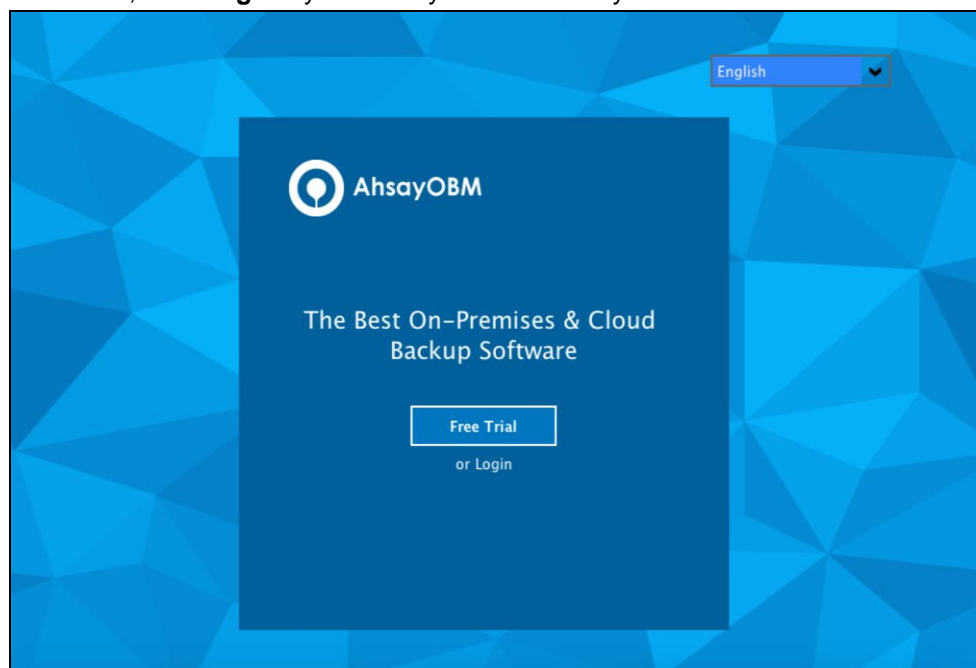 English
AhsayOBM
The Best On-Premises & Cloud
Backup Software
Free Trial
or Login